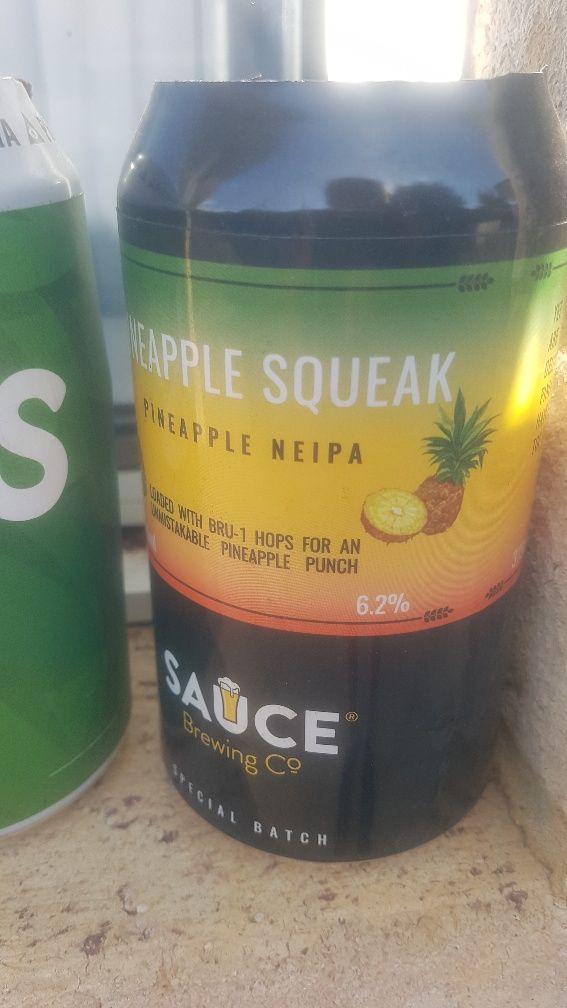 NEAPPLE SQUEAK
PINEAPPLE NEIPA
LOADED WITH BRU-1 HOPS FOR AN
UNMISTAKABLE PINEAPPLE PUNCH
6.2%
SAUCE®
Brewing Co
SPECIAL BATCH
S